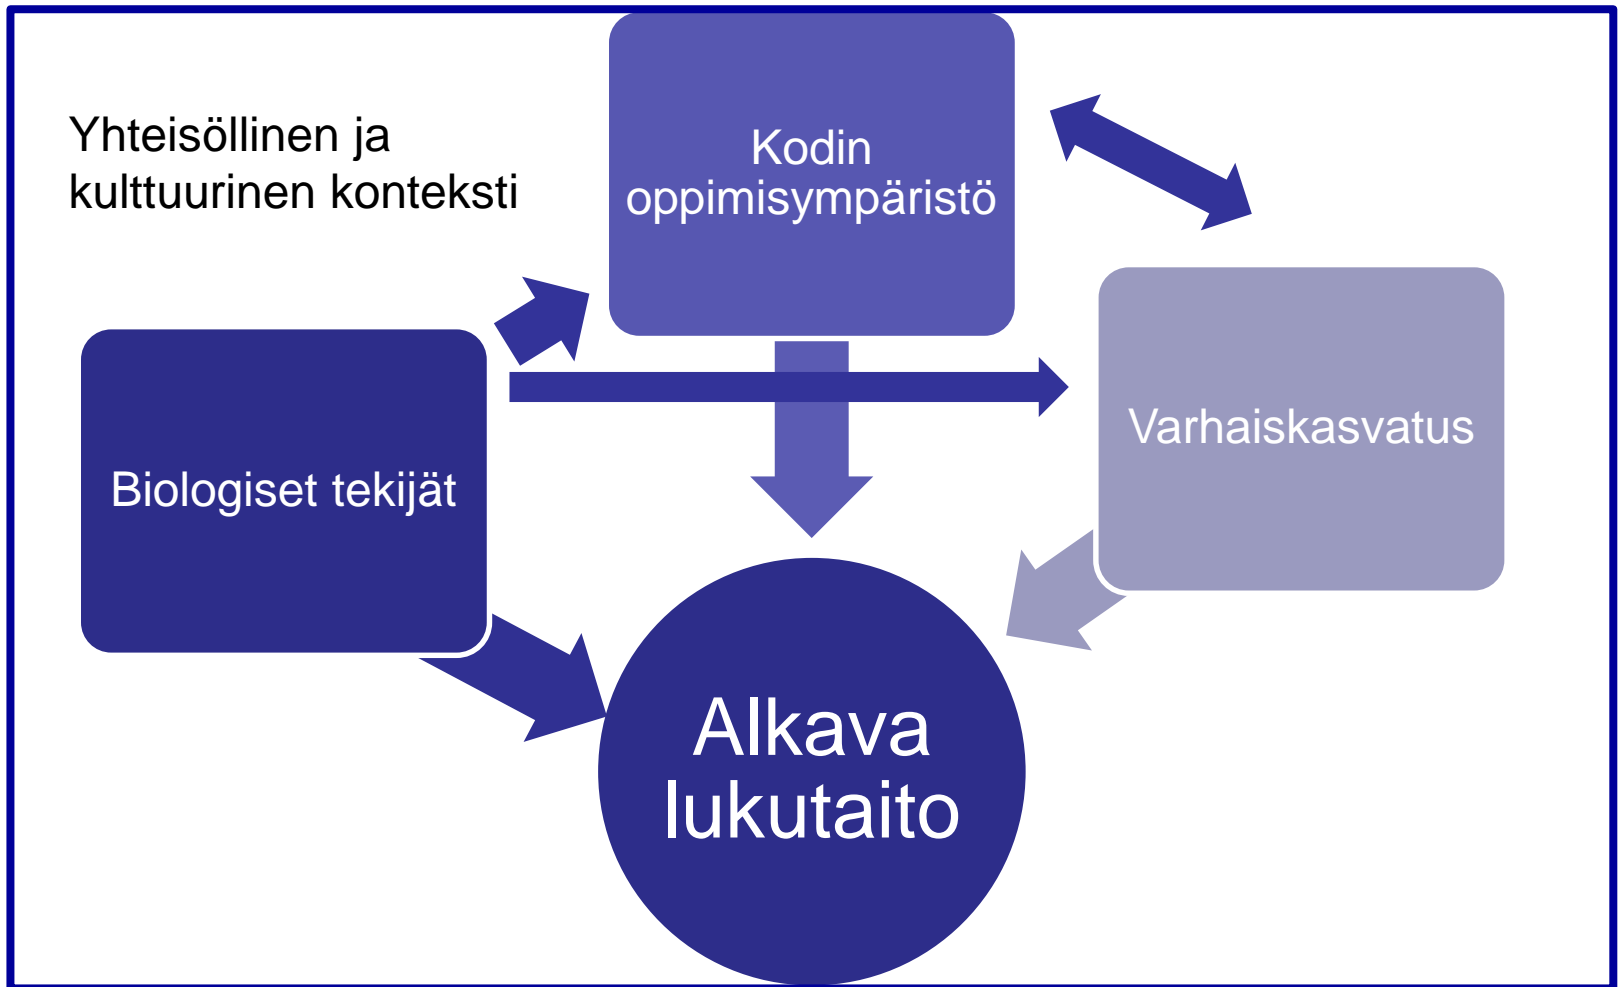 Yhteisöllinen ja
kulttuurinen konteksti
Kodin
oppimisympäristö
Biologiset tekijät
Varhaiskasvatus
Alkava
lukutaito